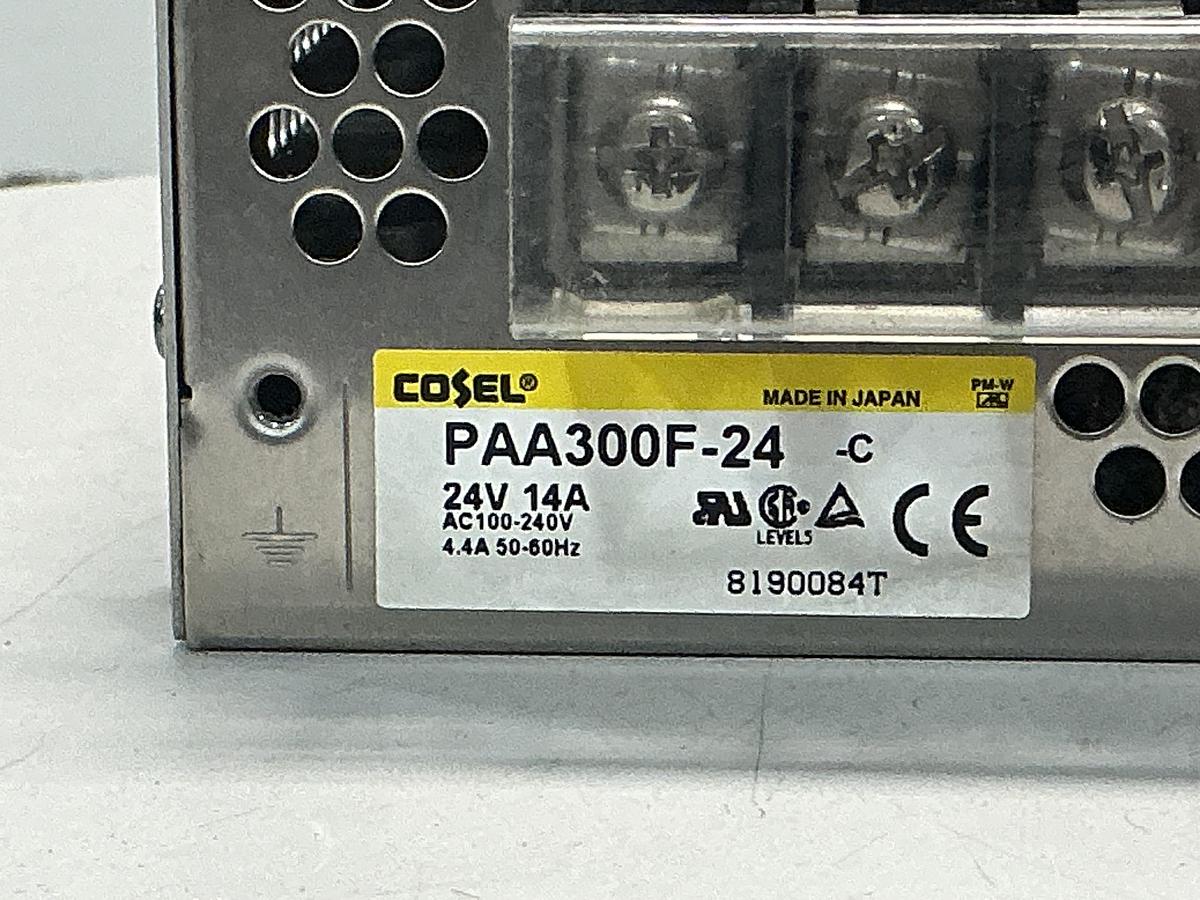 COSEL®
MADE IN JAPAN
PM-W
PAA300F-24 -C
24V 14A
AC100-240V
4.4A 50-60Hz
LEVEL5
CE
8190084T